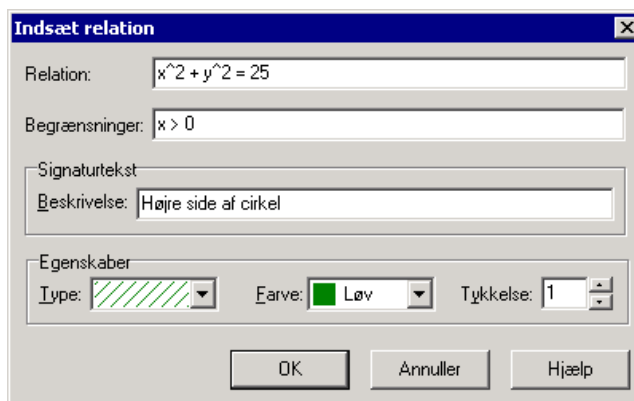 Indsæt relation
Relation: x^2 + y^2 = 25
Begrænsninger: x > 0
Signaturtekst
Beskrivelse: Højre side af cirkel
Egenskaber
Type: Farve: Løv Tykkelse: 1
OK Annuller Hjælp